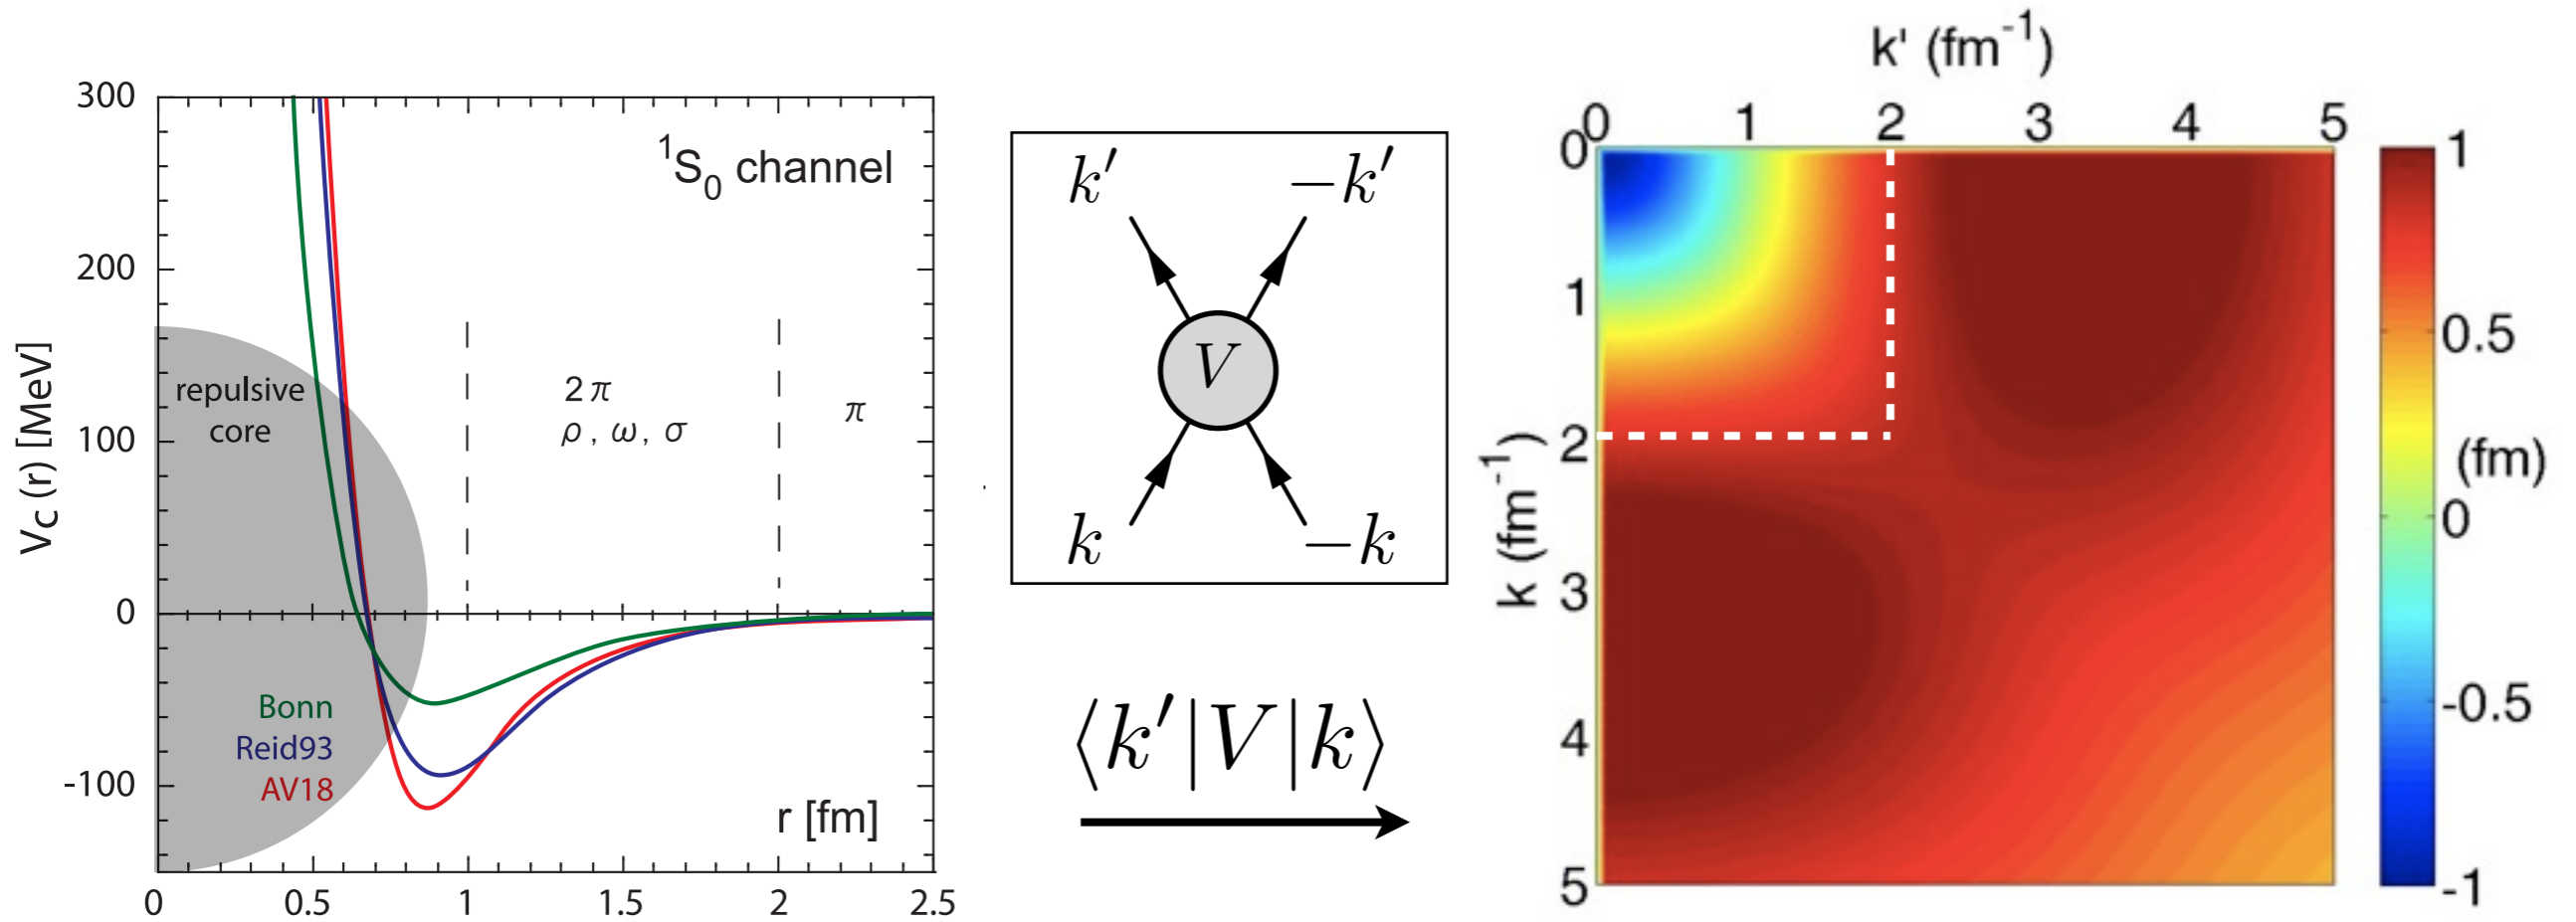 300
200
100
0
-100
Vc (r) [MeV]
¹S₀ channel
repulsive
core
2 π
ρ , ω, σ
π
Bonn
Reid93
AV18
r [fm]
0 0.5 1 1.5 2 2.5
k′ −k′
V
k −k
⟨k′|V|k⟩
k' (fm⁻¹)
0 1 2 3 4 5
k (fm⁻¹)
0
1
2
3
4
5
1
0.5
(fm)
0
-0.5
-1